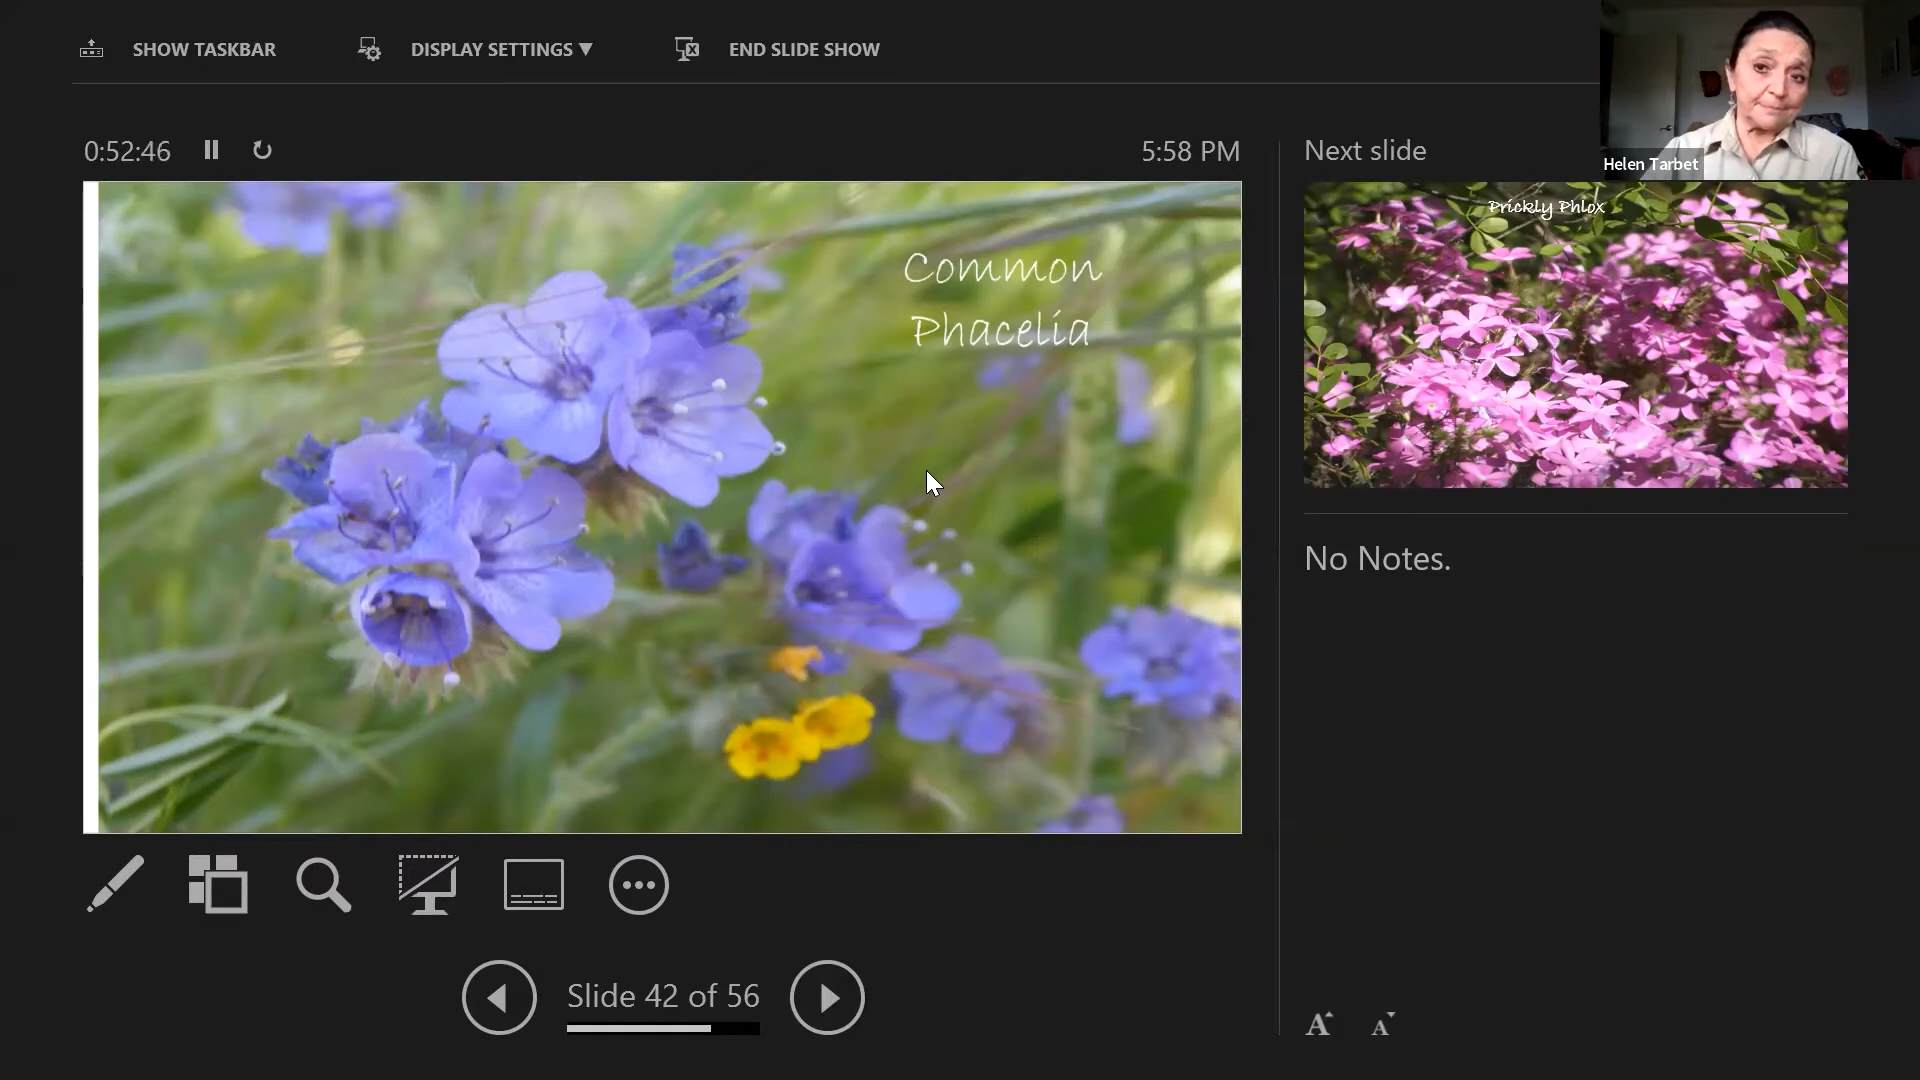 SHOW TASKBAR
DISPLAY SETTINGS ▼
END SLIDE SHOW
0:52:46
5:58 PM
Next slide
Helen Tarbet
Common
Phacelia
Prickly Phlox
No Notes.
Slide 42 of 56
A
A